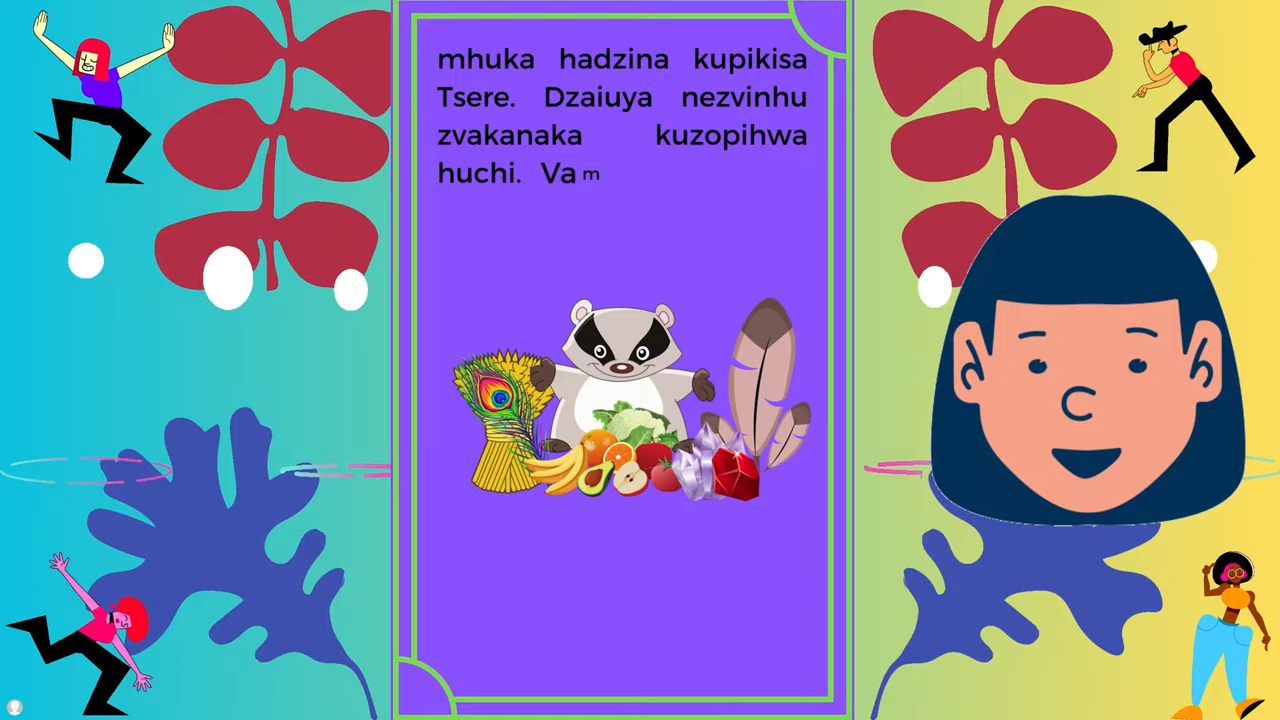 mhuka hadzina kupikisa
Tsere. Dzaiuya nezvinhu
zvakanaka kuzopihwa
huchi. Va m